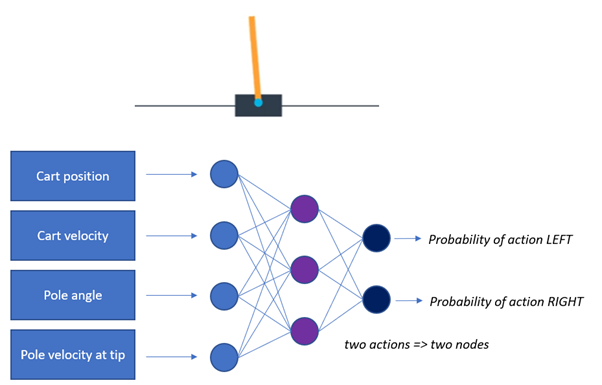 Cart position
Cart velocity
Pole angle
Pole velocity at tip
Probability of action LEFT
Probability of action RIGHT
two actions => two nodes